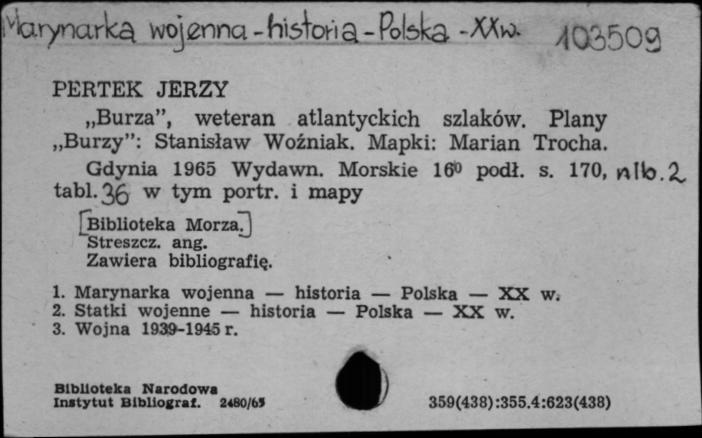 Marynarka wojenna - historia - Polska - XXw. 103509
PERTEK JERZY
„Burza”, weteran atlantyckich szlaków. Plany
„Burzy”: Stanisław Woźniak. Mapki: Marian Trocha.
Gdynia 1965 Wydawn. Morskie 16⁰ podł. s. 170, nlb. 2
tabl. 36 w tym portr. i mapy
[Biblioteka Morza.]
Streszcz. ang.
Zawiera bibliografię.
1. Marynarka wojenna — historia — Polska — XX w.
2. Statki wojenne — historia — Polska — XX w.
3. Wojna 1939-1945 r.
Biblioteka Narodowa
Instytut Bibliograf. 2480/65 359(438):355.4:623(438)